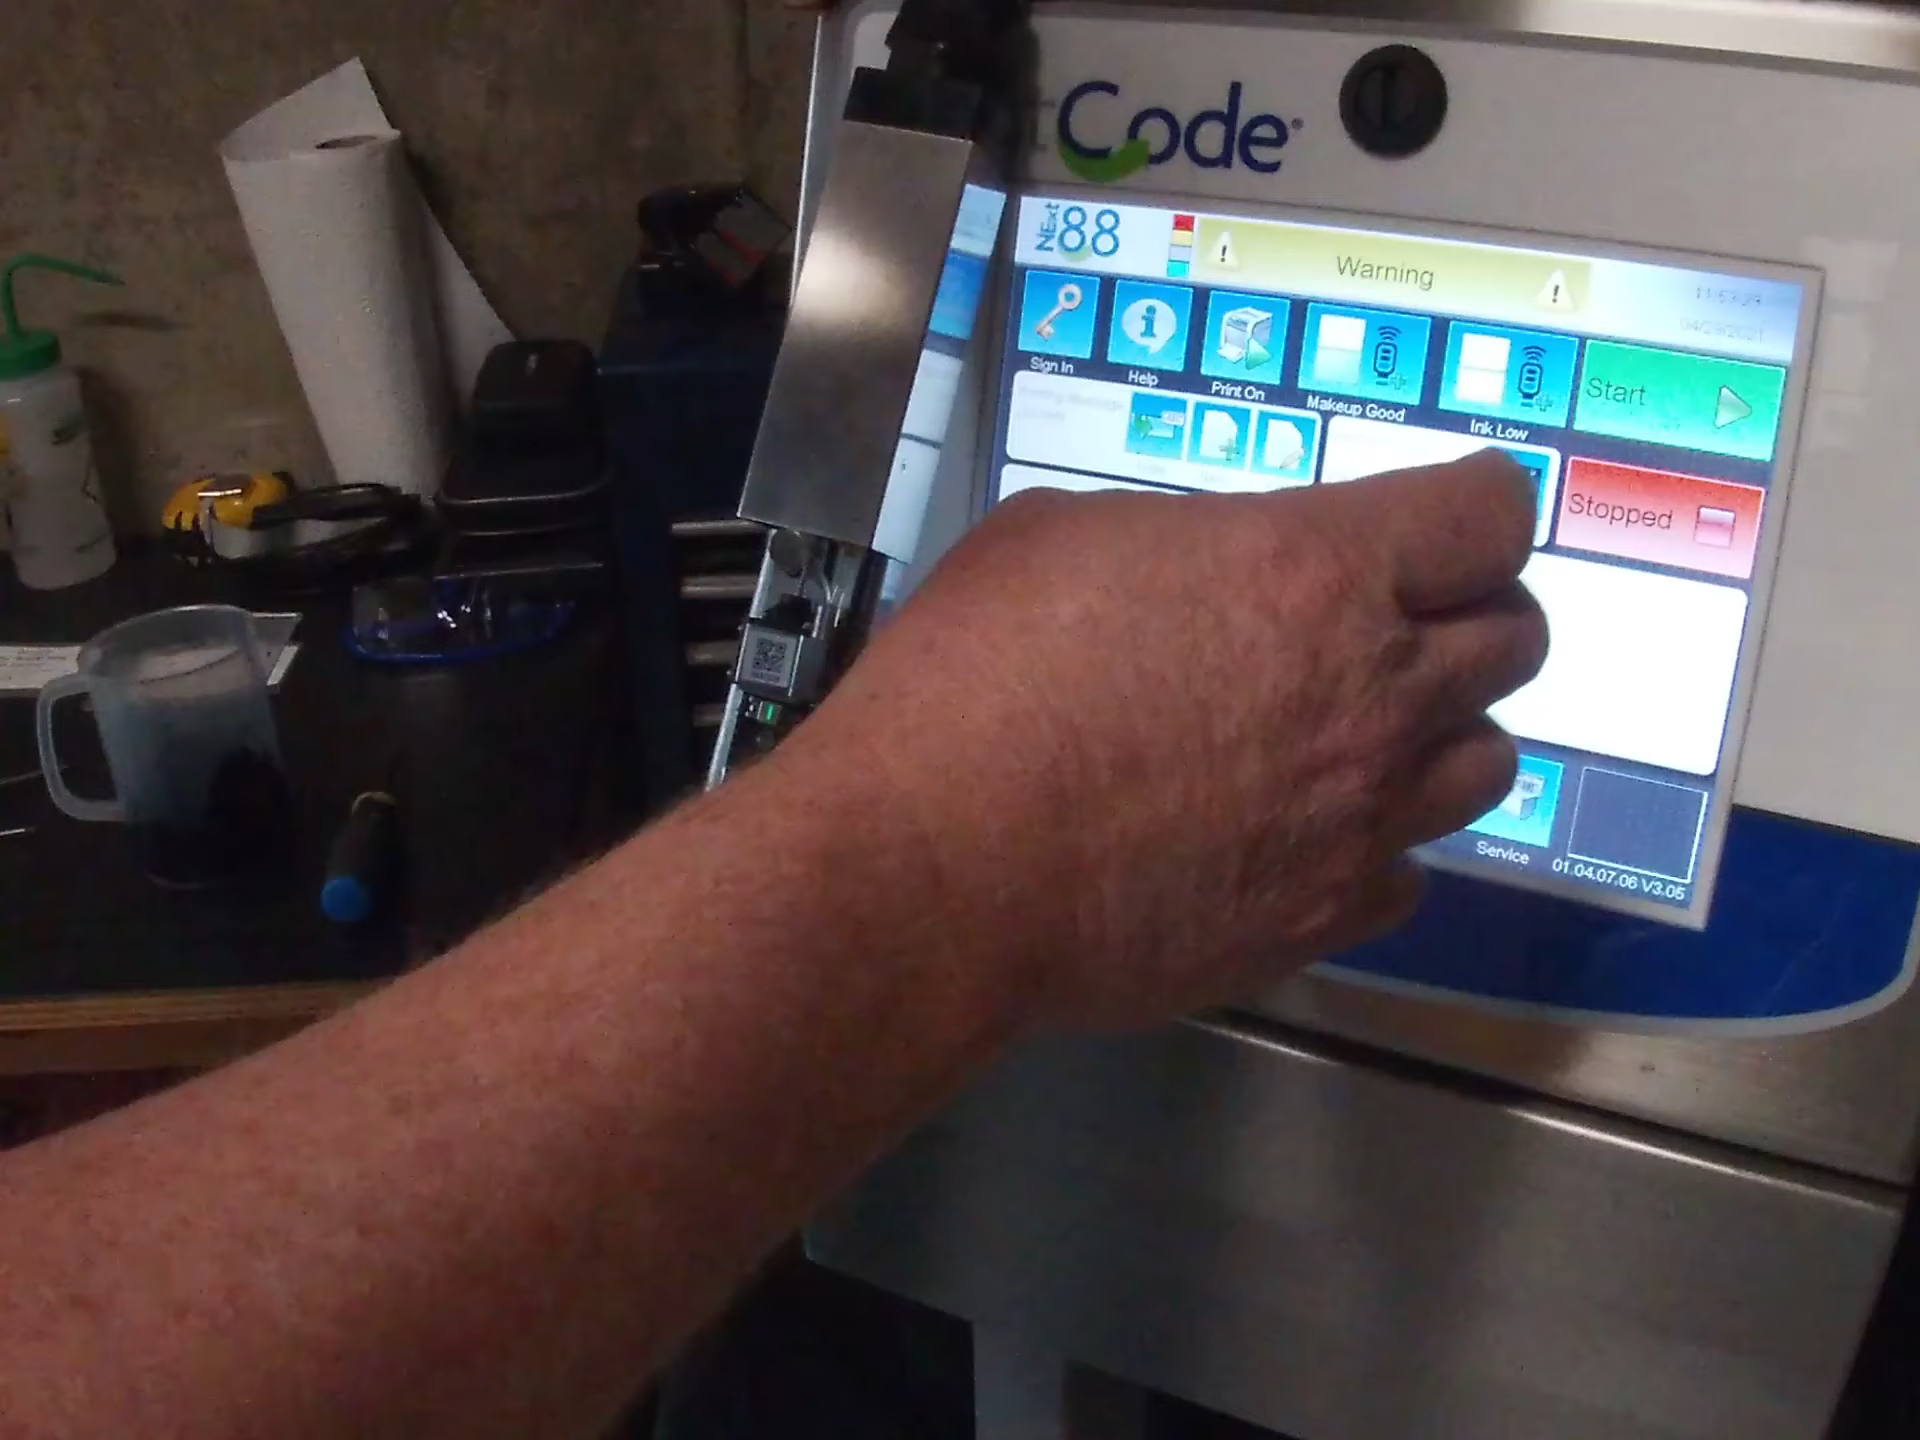 Code
NExt 88
Warning
Sign In
Help
Print On
Makeup Good
Ink Low
Start
Stopped
Service
01.04.07.06 V3.05